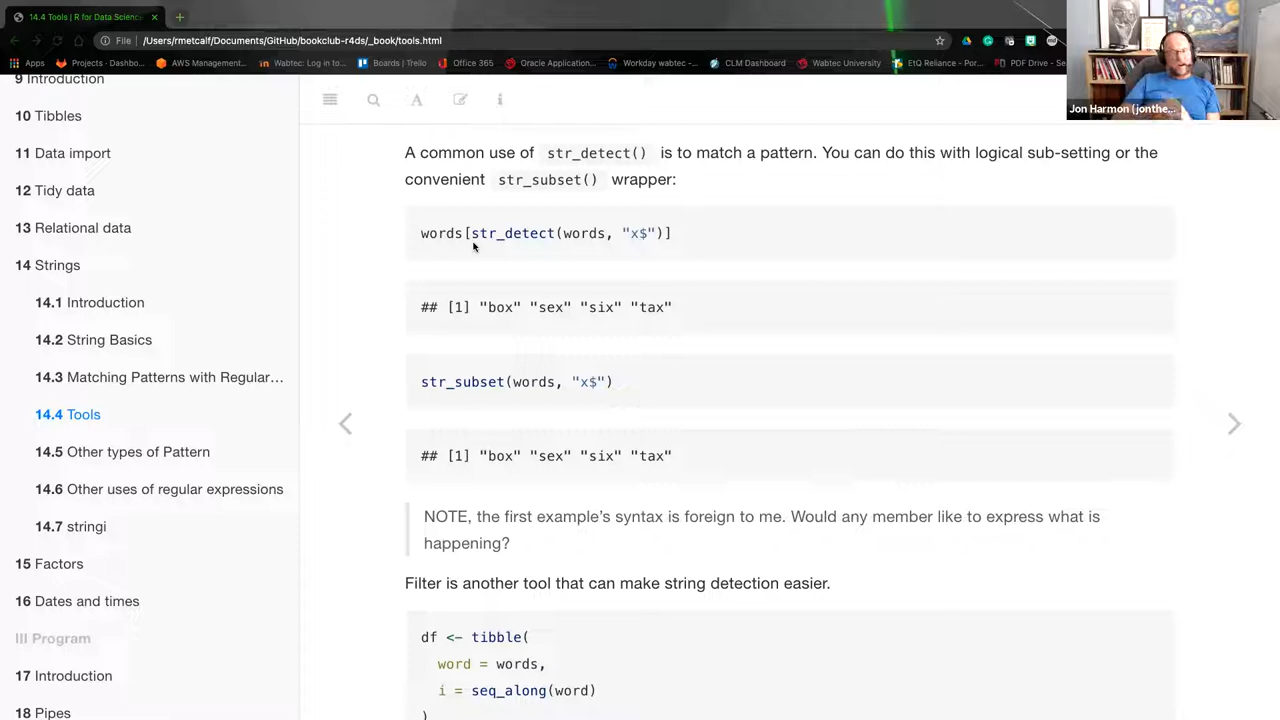 14.4 Tools | R for Data Scienc
File /Users/rmetcalf/Documents/GitHub/bookclub-r4ds/_book/tools.html
Apps Projects - Dashbo... AWS Management... Wabtec: Log in to... Boards | Trello Office 365 Oracle Application... Workday wabtec -... CLM Dashboard Wabtec University EtQ Reliance - Por... PDF Drive - Se
Jon Harmon (jonthe...
9 Introduction
10 Tibbles
11 Data import
12 Tidy data
13 Relational data
14 Strings
14.1 Introduction
14.2 String Basics
14.3 Matching Patterns with Regular...
14.4 Tools
14.5 Other types of Pattern
14.6 Other uses of regular expressions
14.7 stringi
15 Factors
16 Dates and times
III Program
17 Introduction
18 Pipes
A common use of str_detect() is to match a pattern. You can do this with logical sub-setting or the
convenient str_subset() wrapper:
words[str_detect(words, "x$")]
## [1] "box" "sex" "six" "tax"
str_subset(words, "x$")
## [1] "box" "sex" "six" "tax"
NOTE, the first example's syntax is foreign to me. Would any member like to express what is
happening?
Filter is another tool that can make string detection easier.
df <- tibble(
word = words,
i = seq_along(word)
)